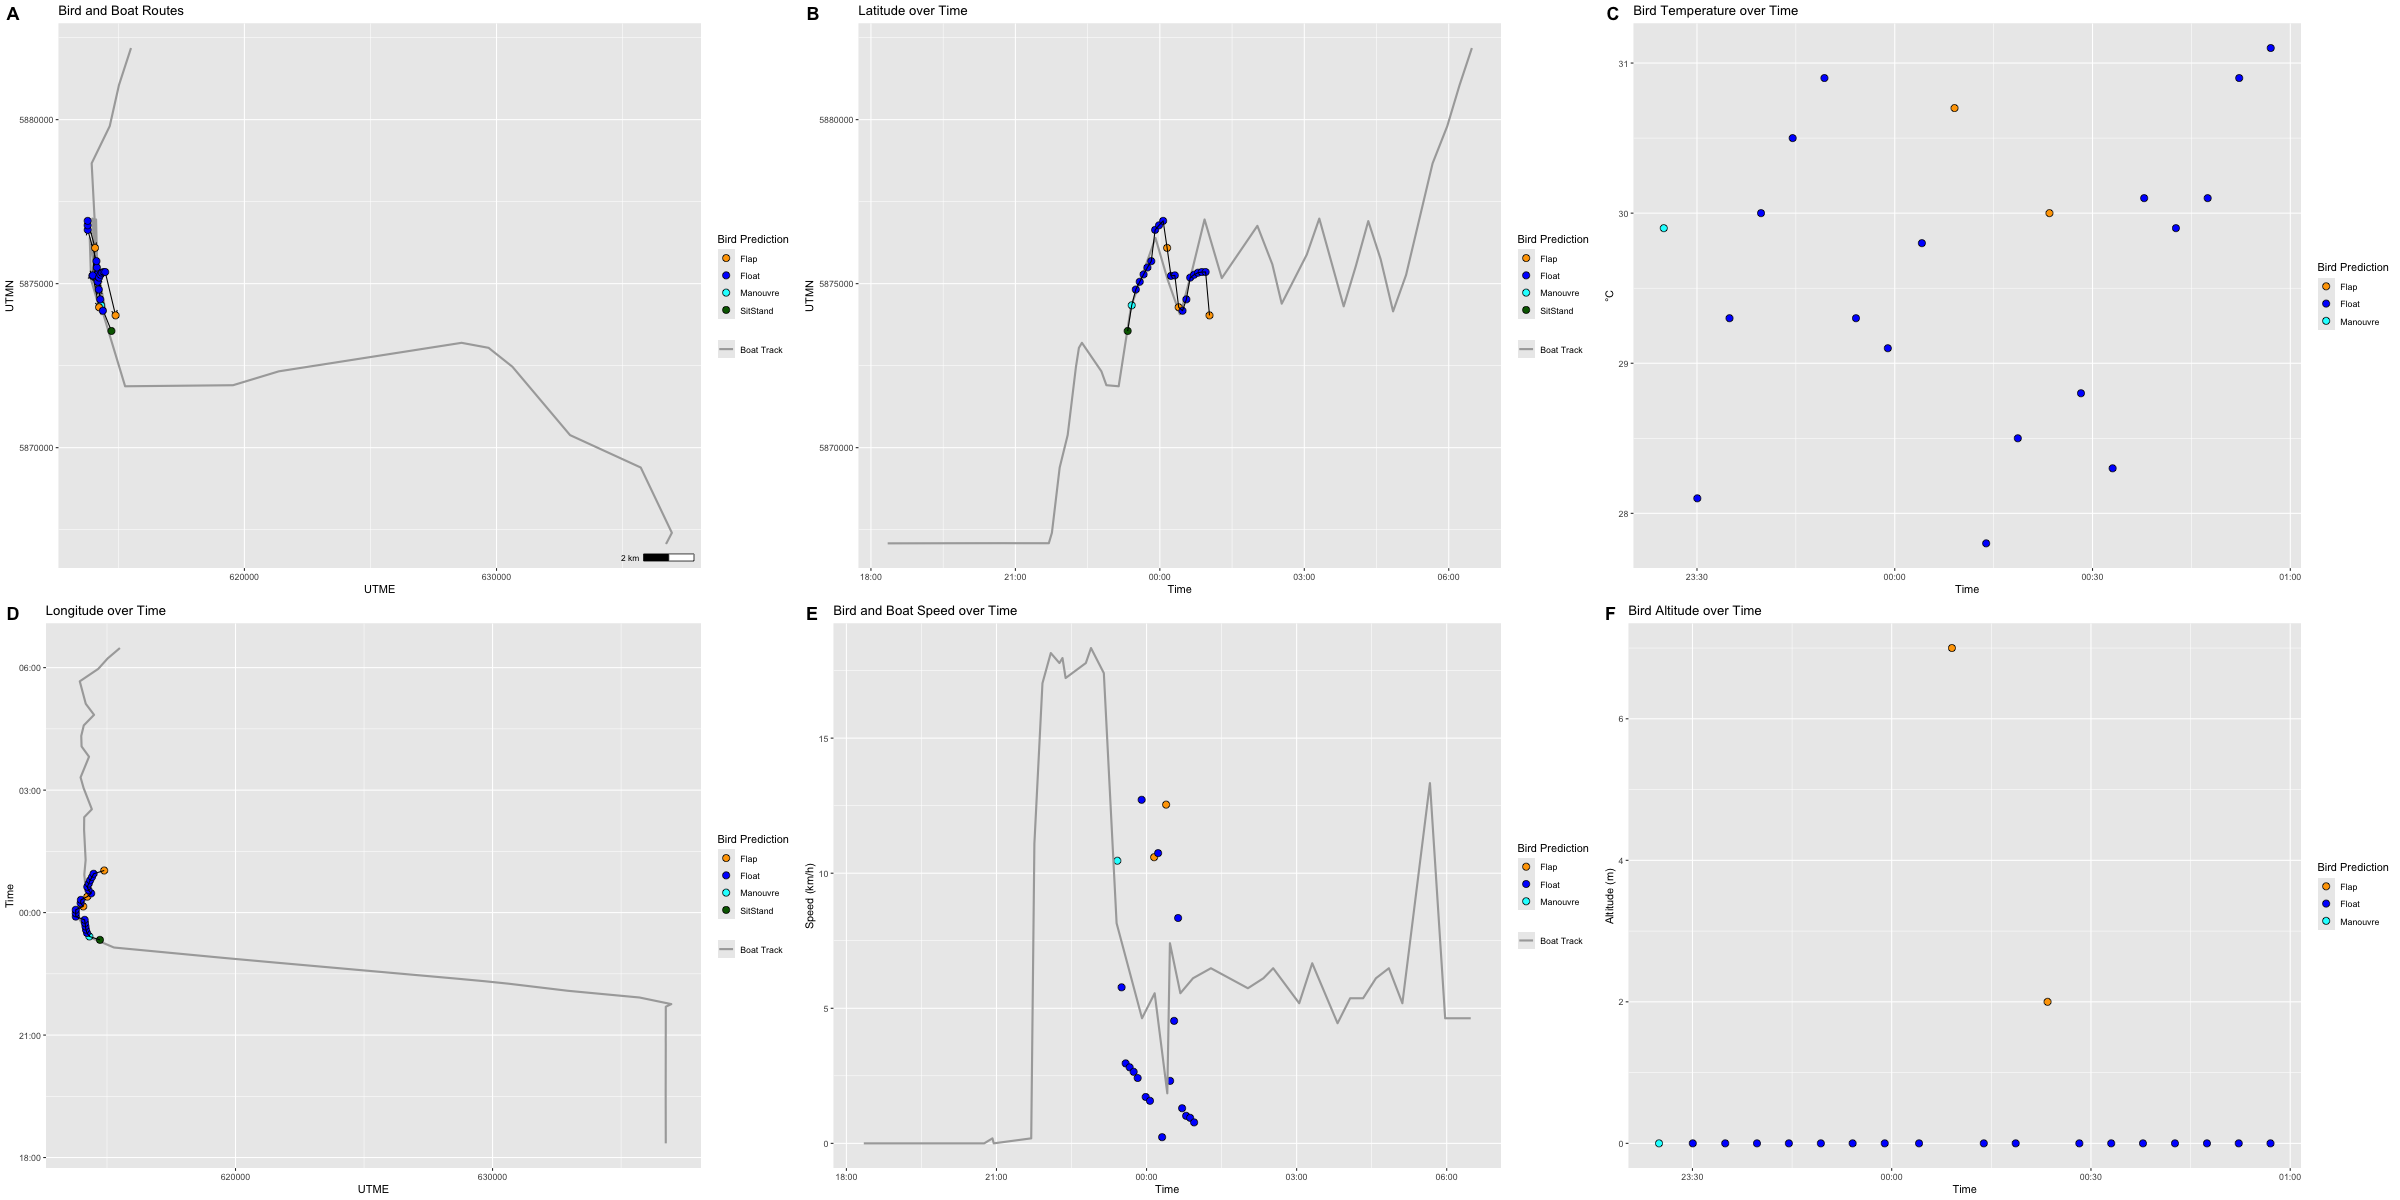 A Bird and Boat Routes
5880000
5875000
5870000
UTMN
620000
630000
UTME
2 km
Bird Prediction
Flap
Float
Manouvre
SitStand
Boat Track
B Latitude over Time
5880000
5875000
5870000
UTMN
18:00
21:00
00:00
03:00
06:00
Time
Bird Prediction
Flap
Float
Manouvre
SitStand
Boat Track
C Bird Temperature over Time
31
30
29
28
°C
23:30
00:00
00:30
01:00
Time
Bird Prediction
Flap
Float
Manouvre
D Longitude over Time
06:00
03:00
00:00
21:00
18:00
Time
620000
630000
UTME
Bird Prediction
Flap
Float
Manouvre
SitStand
Boat Track
E Bird and Boat Speed over Time
15
10
5
0
Speed (km/h)
18:00
21:00
00:00
03:00
06:00
Time
Bird Prediction
Flap
Float
Manouvre
Boat Track
F Bird Altitude over Time
6
4
2
0
Altitude (m)
23:30
00:00
00:30
01:00
Time
Bird Prediction
Flap
Float
Manouvre